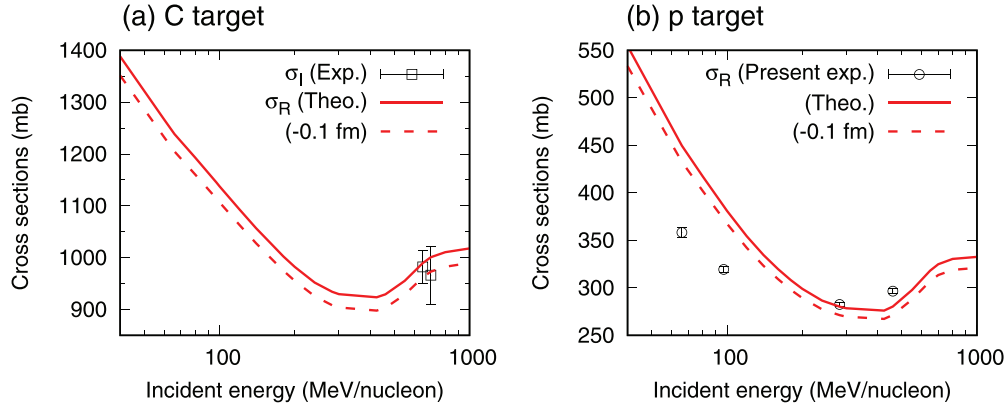 (a) C target
1400
1300
1200
1100
1000
900
Cross sections (mb)
σI (Exp.)
σR (Theo.)
(-0.1 fm)
100
1000
Incident energy (MeV/nucleon)
(b) p target
550
500
450
400
350
300
250
Cross sections (mb)
σR (Present exp.)
(Theo.)
(-0.1 fm)
100
1000
Incident energy (MeV/nucleon)